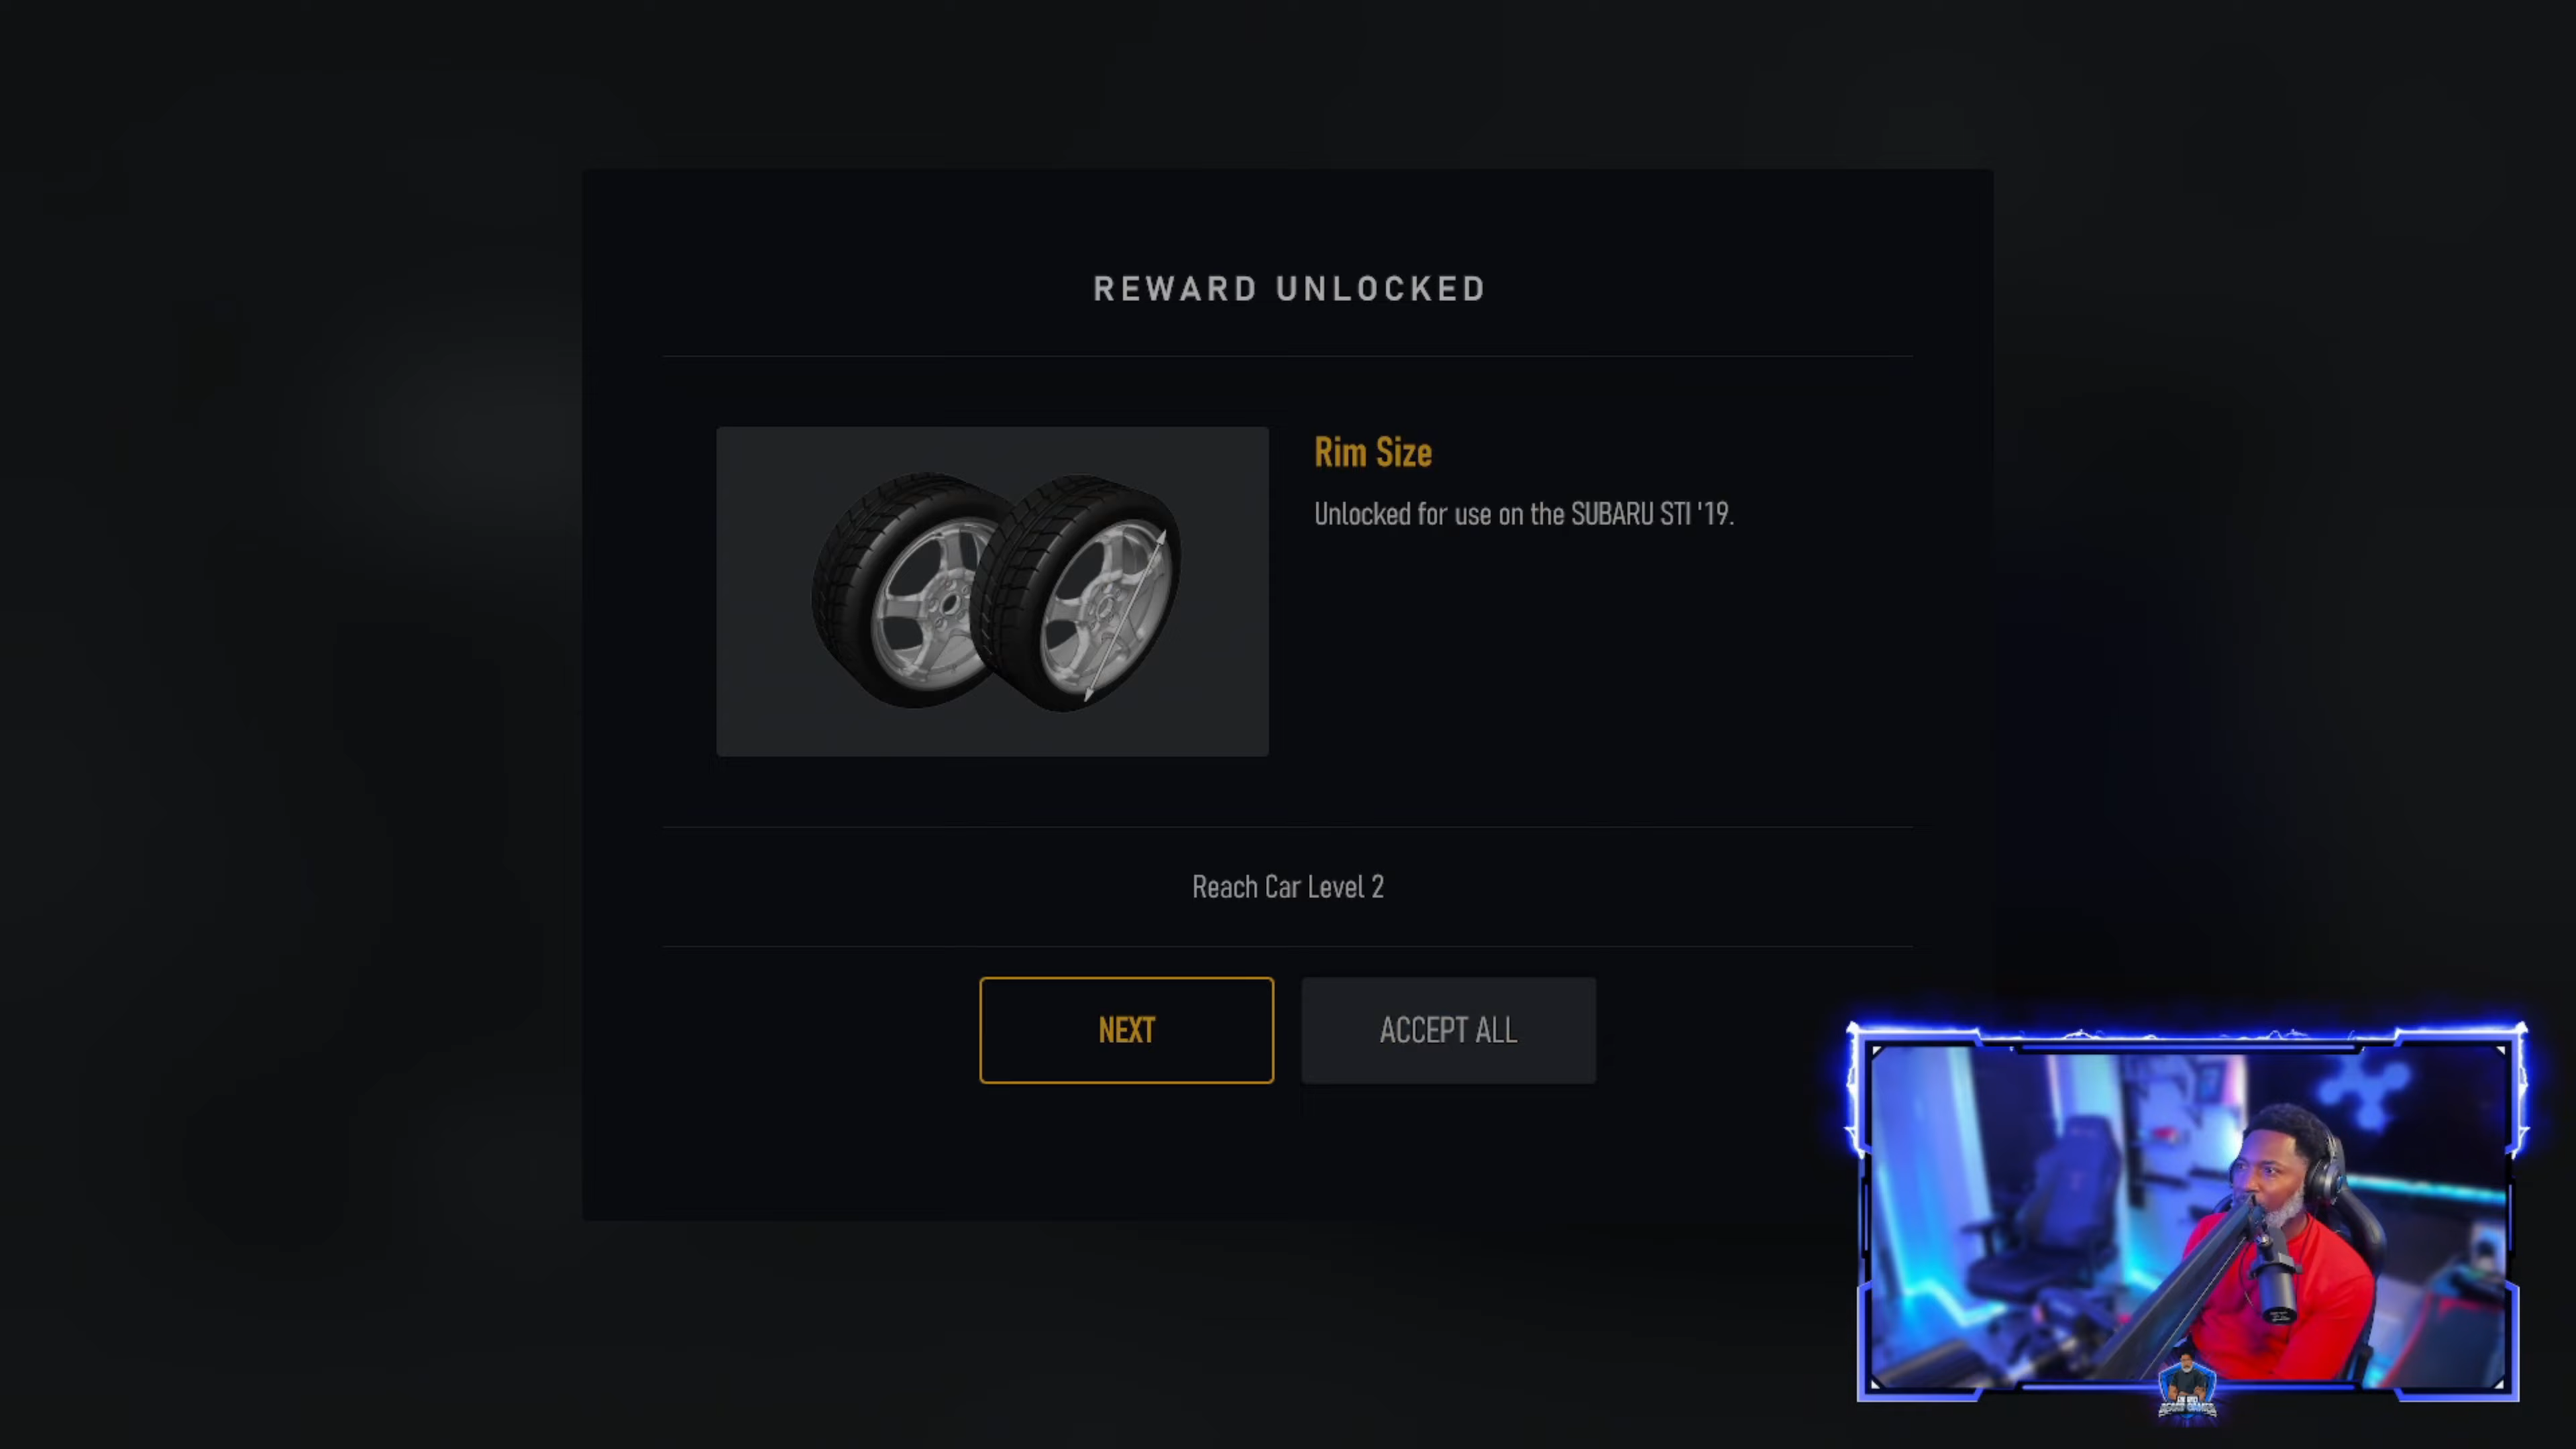 REWARD UNLOCKED
Rim Size
Unlocked for use on the SUBARU STI '19.
Reach Car Level 2
NEXT
ACCEPT ALL